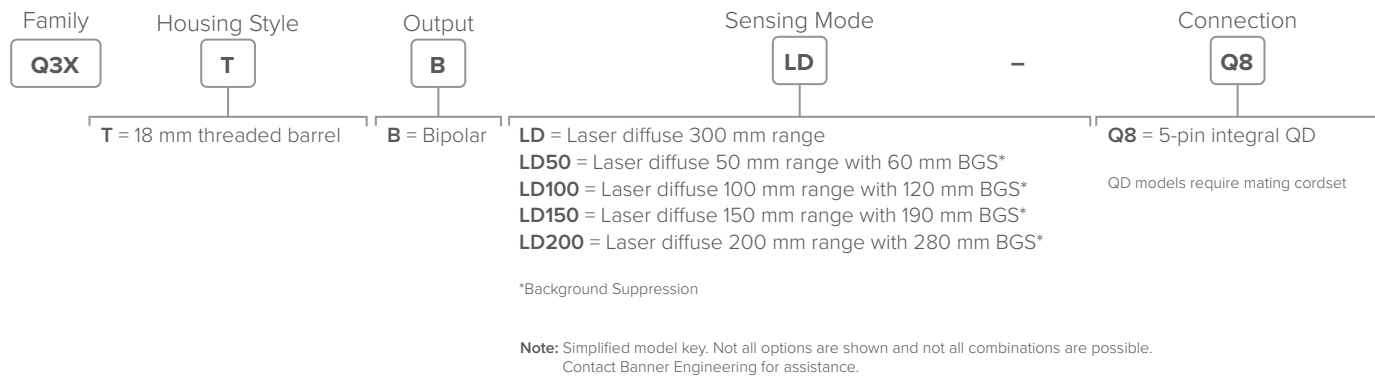 Family Housing Style Output Sensing Mode Connection
Q3X T B LD – Q8
T = 18 mm threaded barrel B = Bipolar LD = Laser diffuse 300 mm range Q8 = 5-pin integral QD
LD50 = Laser diffuse 50 mm range with 60 mm BGS*
LD100 = Laser diffuse 100 mm range with 120 mm BGS*
LD150 = Laser diffuse 150 mm range with 190 mm BGS*
LD200 = Laser diffuse 200 mm range with 280 mm BGS*
QD models require mating cordset
*Background Suppression
Note: Simplified model key. Not all options are shown and not all combinations are possible.
Contact Banner Engineering for assistance.